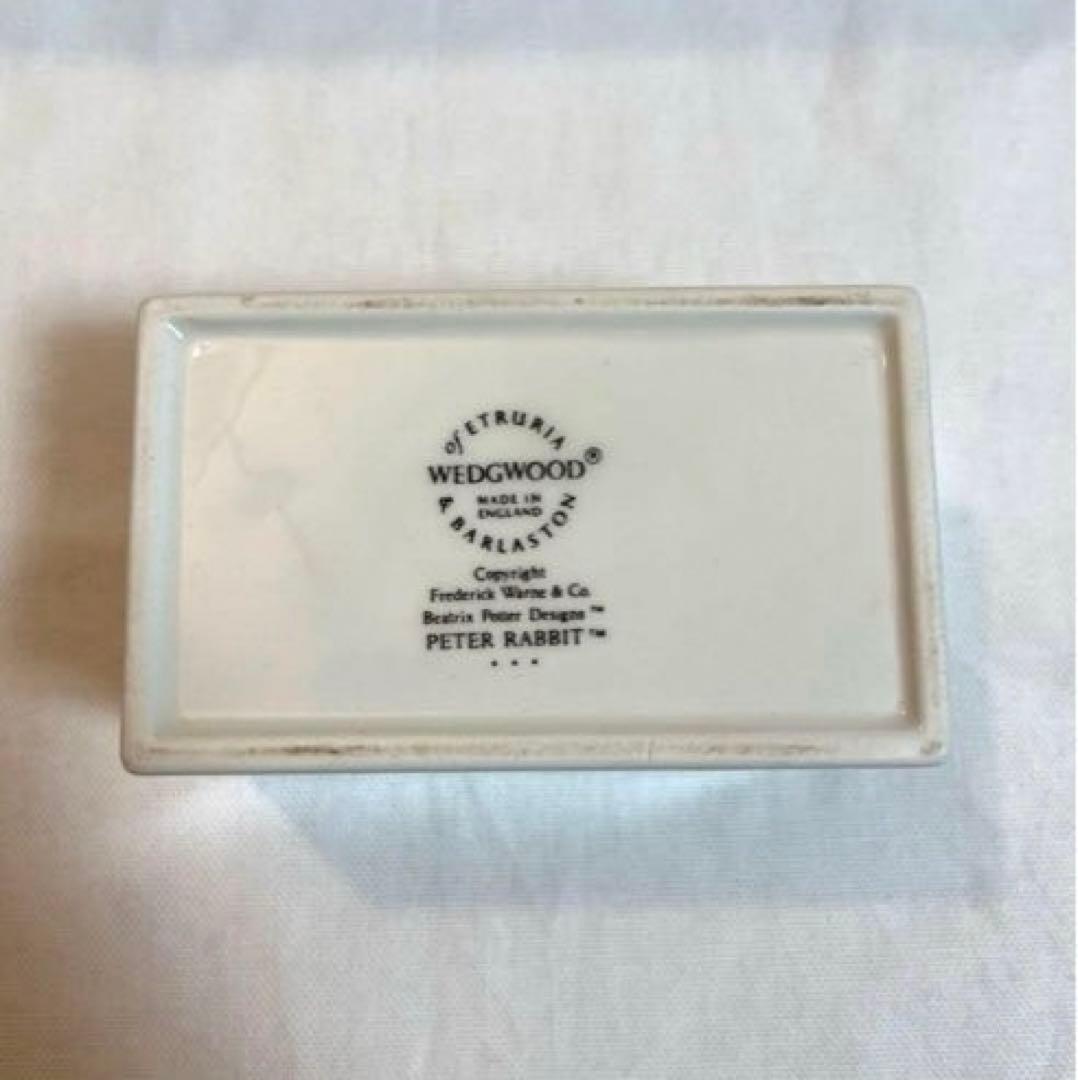 of ETRURIA
WEDGWOOD®
MADE IN
ENGLAND
& BARLASTON
Copyright
Frederick Warne & Co.
Beatrix Potter Designs™
PETER RABBIT™
• • •